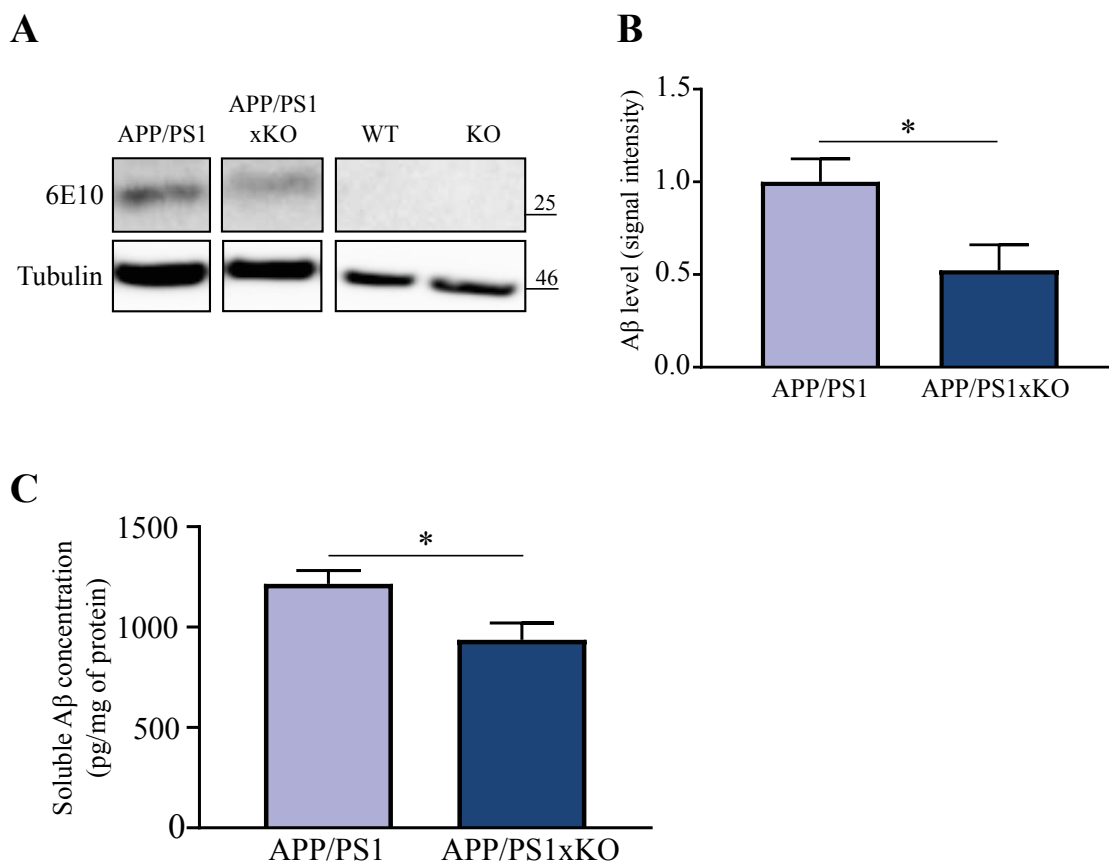 A
APP/PS1
APP/PS1
xKO
WT
KO
6E10
25
Tubulin
46
B
Aβ level (signal intensity)
1.5
1.0
0.5
0.0
*
APP/PS1
APP/PS1xKO
C
Soluble Aβ concentration
(pg/mg of protein)
1500
1000
500
0
*
APP/PS1
APP/PS1xKO